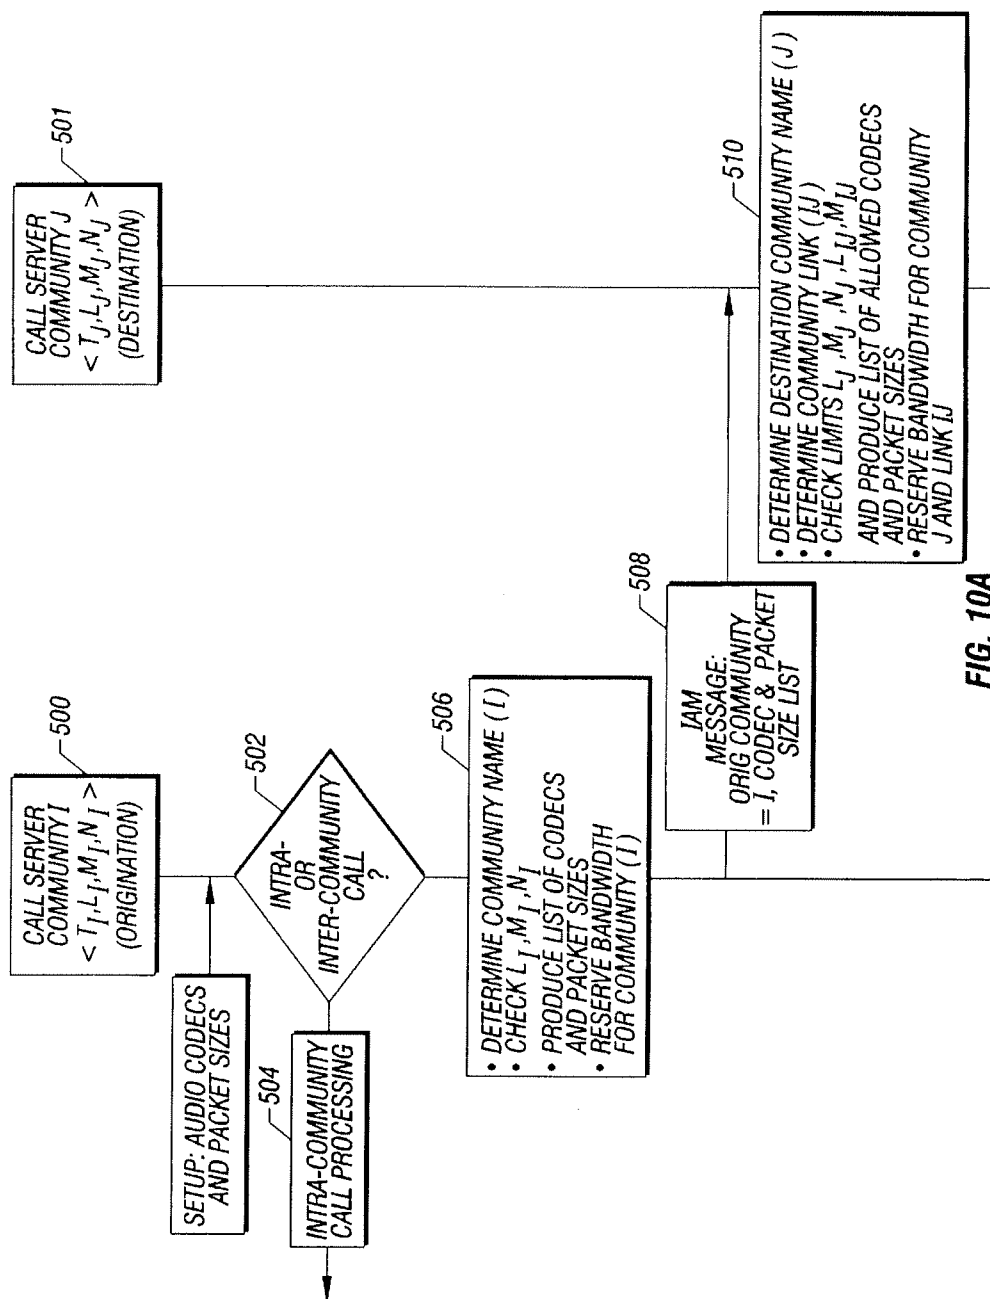 CALL SERVER
COMMUNITY I
< T_I, L_I, M_I, N_I >
(ORIGINATION)
500
CALL SERVER
COMMUNITY J
< T_J, L_J, M_J, N_J >
(DESTINATION)
501
SETUP: AUDIO CODECS
AND PACKET SIZES
INTRA-
OR
INTER-COMMUNITY
CALL
?
502
INTRA-COMMUNITY
CALL PROCESSING
504
• DETERMINE COMMUNITY NAME (I)
• CHECK L_I, M_I, N_I
• PRODUCE LIST OF CODECS
AND PACKET SIZES
• RESERVE BANDWIDTH
FOR COMMUNITY (I)
506
IAM
MESSAGE:
ORIG COMMUNITY
= I, CODEC & PACKET
SIZE LIST
508
• DETERMINE DESTINATION COMMUNITY NAME (J)
• DETERMINE COMMUNITY LINK (IJ)
• CHECK LIMITS L_J, M_J, N_J, L_IJ, M_IJ
AND PRODUCE LIST OF ALLOWED CODECS
AND PACKET SIZES
• RESERVE BANDWIDTH FOR COMMUNITY
J AND LINK IJ
510
FIG. 10A